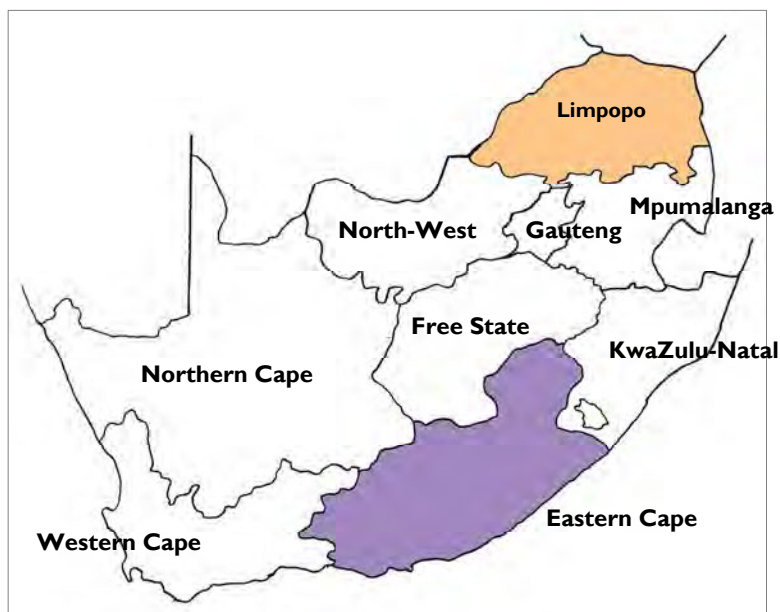 Limpopo
Mpumalanga
North-West
Gauteng
Free State
KwaZulu-Natal
Northern Cape
Eastern Cape
Western Cape